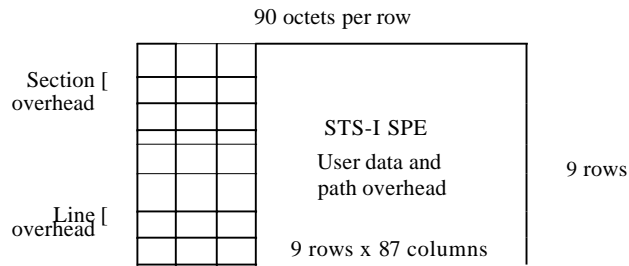 90 octets per row
Section [
overhead
STS-I SPE
User data and
path overhead
9 rows
Line [
overhead
9 rows x 87 columns